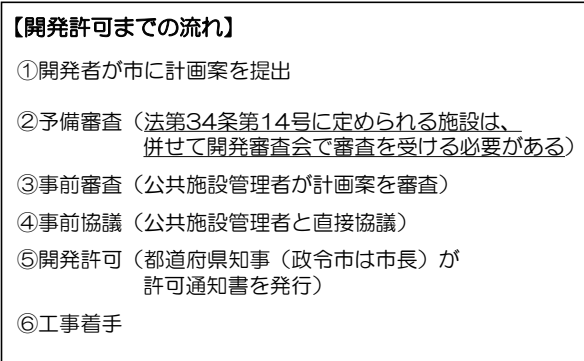 【開発許可までの流れ】
①開発者が市に計画案を提出
②予備審査（法第34条第14号に定められる施設は、
併せて開発審査会で審査を受ける必要がある）
③事前審査（公共施設管理者が計画案を審査）
④事前協議（公共施設管理者と直接協議）
⑤開発許可（都道府県知事（政令市は市長）が
許可通知書を発行）
⑥工事着手